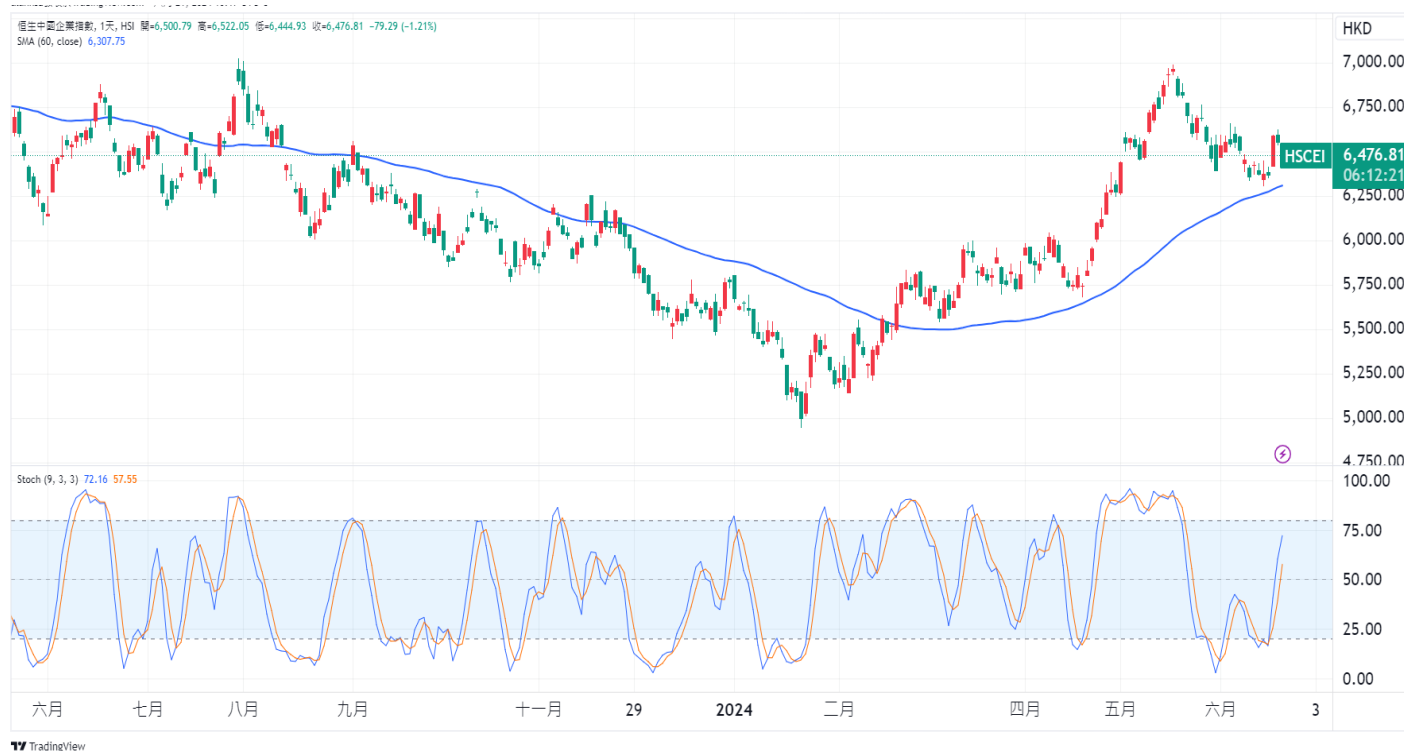 恒生中國企業指數, 1天, HSI 開=6,500.79 高=6,522.05 低=6,444.93 收=6,476.81 −79.29 (−1.21%)
SMA (60, close) 6,307.75
HKD
7,000.00
6,750.00
HSCEI 6,476.81
06:12:21
6,250.00
6,000.00
5,750.00
5,500.00
5,250.00
5,000.00
4,750.00
Stoch (9, 3, 3) 72.16 57.55
100.00
75.00
50.00
25.00
0.00
六月 七月 八月 九月 十一月 29 2024 二月 四月 五月 六月 3
TradingView